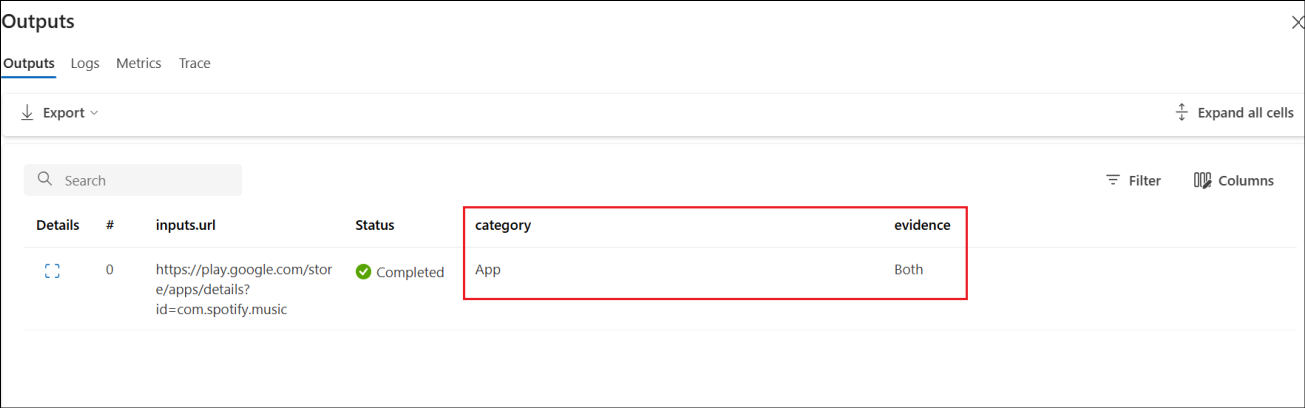 Outputs
Outputs Logs Metrics Trace
Export Expand all cells
Search Filter Columns
Details # inputs.url Status category evidence
0 https://play.google.com/stor Completed App Both
e/apps/details?
id=com.spotify.music